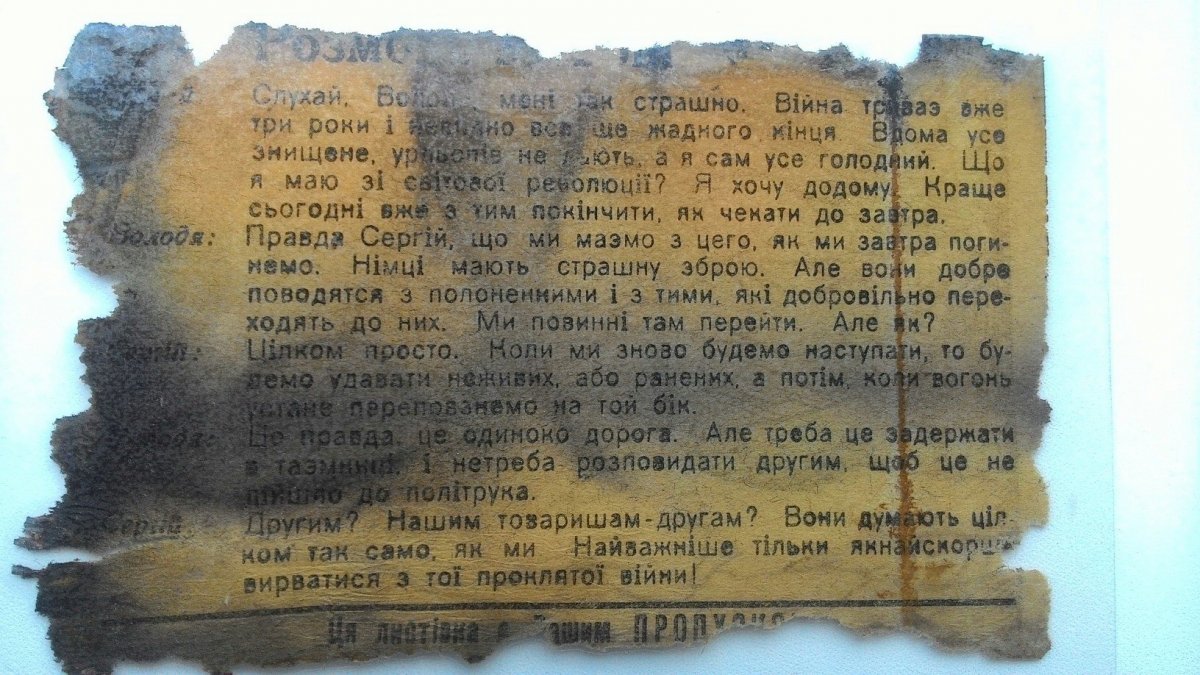 Слухай, мені так страшно. Війна триваэ вже
три роки і все ще жадного кінця Вдома усе
знищене, урльопів не дають, а я сам усе голодний. Що
я маю зі світової революції? Я хочу додому. Краще
сьогодні вже з тим покінчити, як чекати до завтра.
Володя: Правда Сергій, що ми маэмо з цего, як ми завтра поги-
немо. Німці мають страшну зброю. Але вони добре
поводятся з полоненними і з тими, які добровільно пере-
ходять до них. Ми повинні там перейти. Але як?
Сергій: Цілком просто. Коли ми зново будемо наступати, то бу-
демо удавати неживих, або ранених, а потім, коли вогонь
устане переповзнемо на той бік.
Володя: Це правда, це одиноко дорога. Але треба це задержати
в і нетреба розповидати другим, щоб це не
дійшло до політрука.
Сергій: Другим? Нашим товаришам-другам? Вони думають ціл-
ком так само, як ми Найважніше тільки якнайскорше
вирватися з тої проклятої війни!
Ця листівка є Вашим